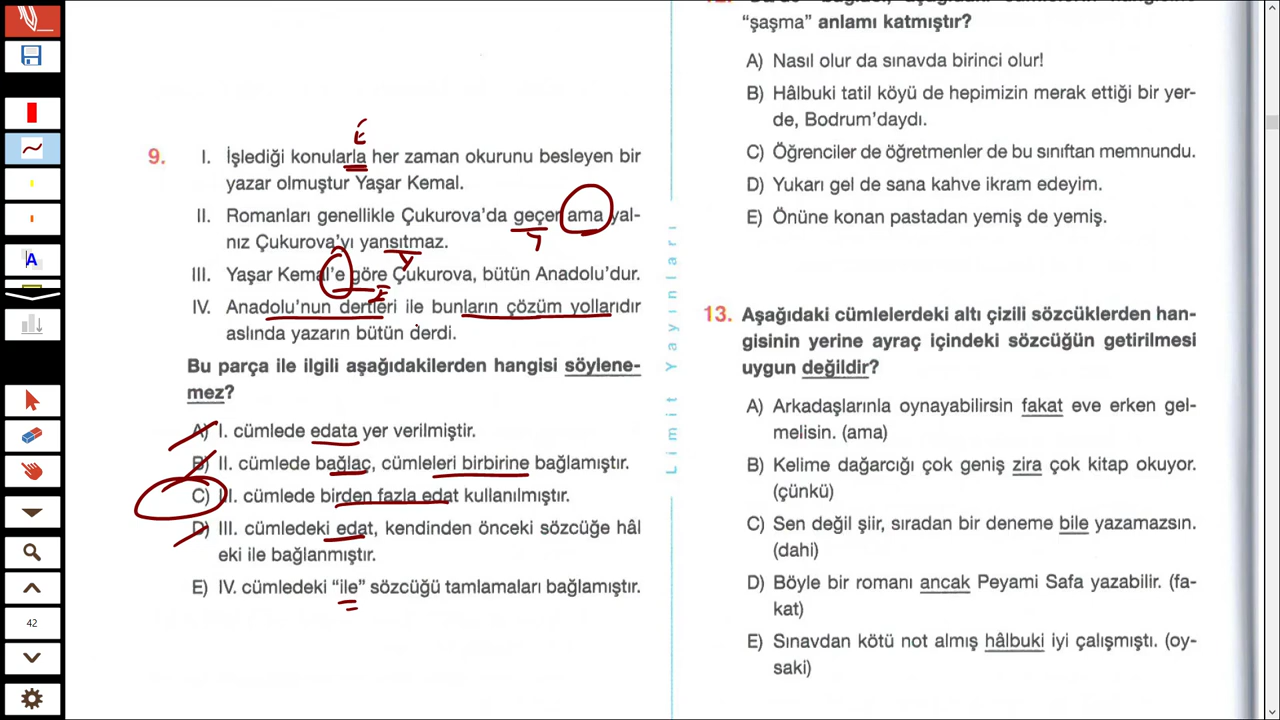 9. I. İşlediği konularla her zaman okurunu besleyen bir
yazar olmuştur Yaşar Kemal.
II. Romanları genellikle Çukurova'da geçer ama yal-
nız Çukurova'yı yansıtmaz.
III. Yaşar Kemal'e göre Çukurova, bütün Anadolu'dur.
IV. Anadolu'nun dertleri ile bunların çözüm yollarıdır
aslında yazarın bütün derdi.
Bu parça ile ilgili aşağıdakilerden hangisi söylene-
mez?
A) I. cümlede edata yer verilmiştir.
B) II. cümlede bağlaç, cümleleri birbirine bağlamıştır.
C) III. cümlede birden fazla edat kullanılmıştır.
D) III. cümledeki edat, kendinden önceki sözcüğe hâl
eki ile bağlanmıştır.
E) IV. cümledeki "ile" sözcüğü tamlamaları bağlamıştır.
Limit Yayınları
"şaşma" anlamı katmıştır?
A) Nasıl olur da sınavda birinci olur!
B) Hâlbuki tatil köyü de hepimizin merak ettiği bir yer-
de, Bodrum'daydı.
C) Öğrenciler de öğretmenler de bu sınıftan memnundu.
D) Yukarı gel de sana kahve ikram edeyim.
E) Önüne konan pastadan yemiş de yemiş.
13. Aşağıdaki cümlelerdeki altı çizili sözcüklerden han-
gisinin yerine ayraç içindeki sözcüğün getirilmesi
uygun değildir?
A) Arkadaşlarınla oynayabilirsin fakat eve erken gel-
melisin. (ama)
B) Kelime dağarcığı çok geniş zira çok kitap okuyor.
(çünkü)
C) Sen değil şiir, sıradan bir deneme bile yazamazsın.
(dahi)
D) Böyle bir romanı ancak Peyami Safa yazabilir. (fa-
kat)
E) Sınavdan kötü not almış hâlbuki iyi çalışmıştı. (oy-
saki)
A
42